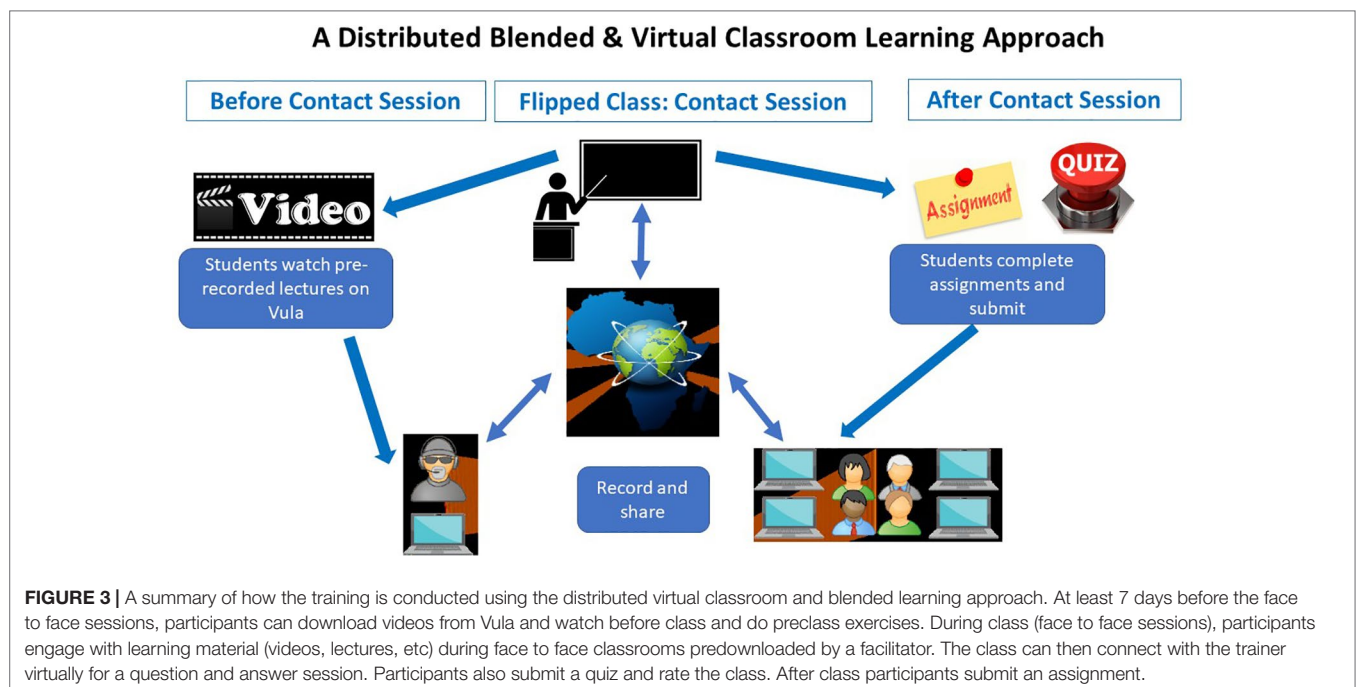 A Distributed Blended & Virtual Classroom Learning Approach
Before Contact Session
Flipped Class: Contact Session
After Contact Session
Video
Assignment
QUIZ
Students watch pre-
recorded lectures on
Vula
Students complete
assignments and
submit
Record and
share
FIGURE 3 | A summary of how the training is conducted using the distributed virtual classroom and blended learning approach. At least 7 days before the face
to face sessions, participants can download videos from Vula and watch before class and do preclass exercises. During class (face to face sessions), participants
engage with learning material (videos, lectures, etc) during face to face classrooms predownloaded by a facilitator. The class can then connect with the trainer
virtually for a question and answer session. Participants also submit a quiz and rate the class. After class participants submit an assignment.